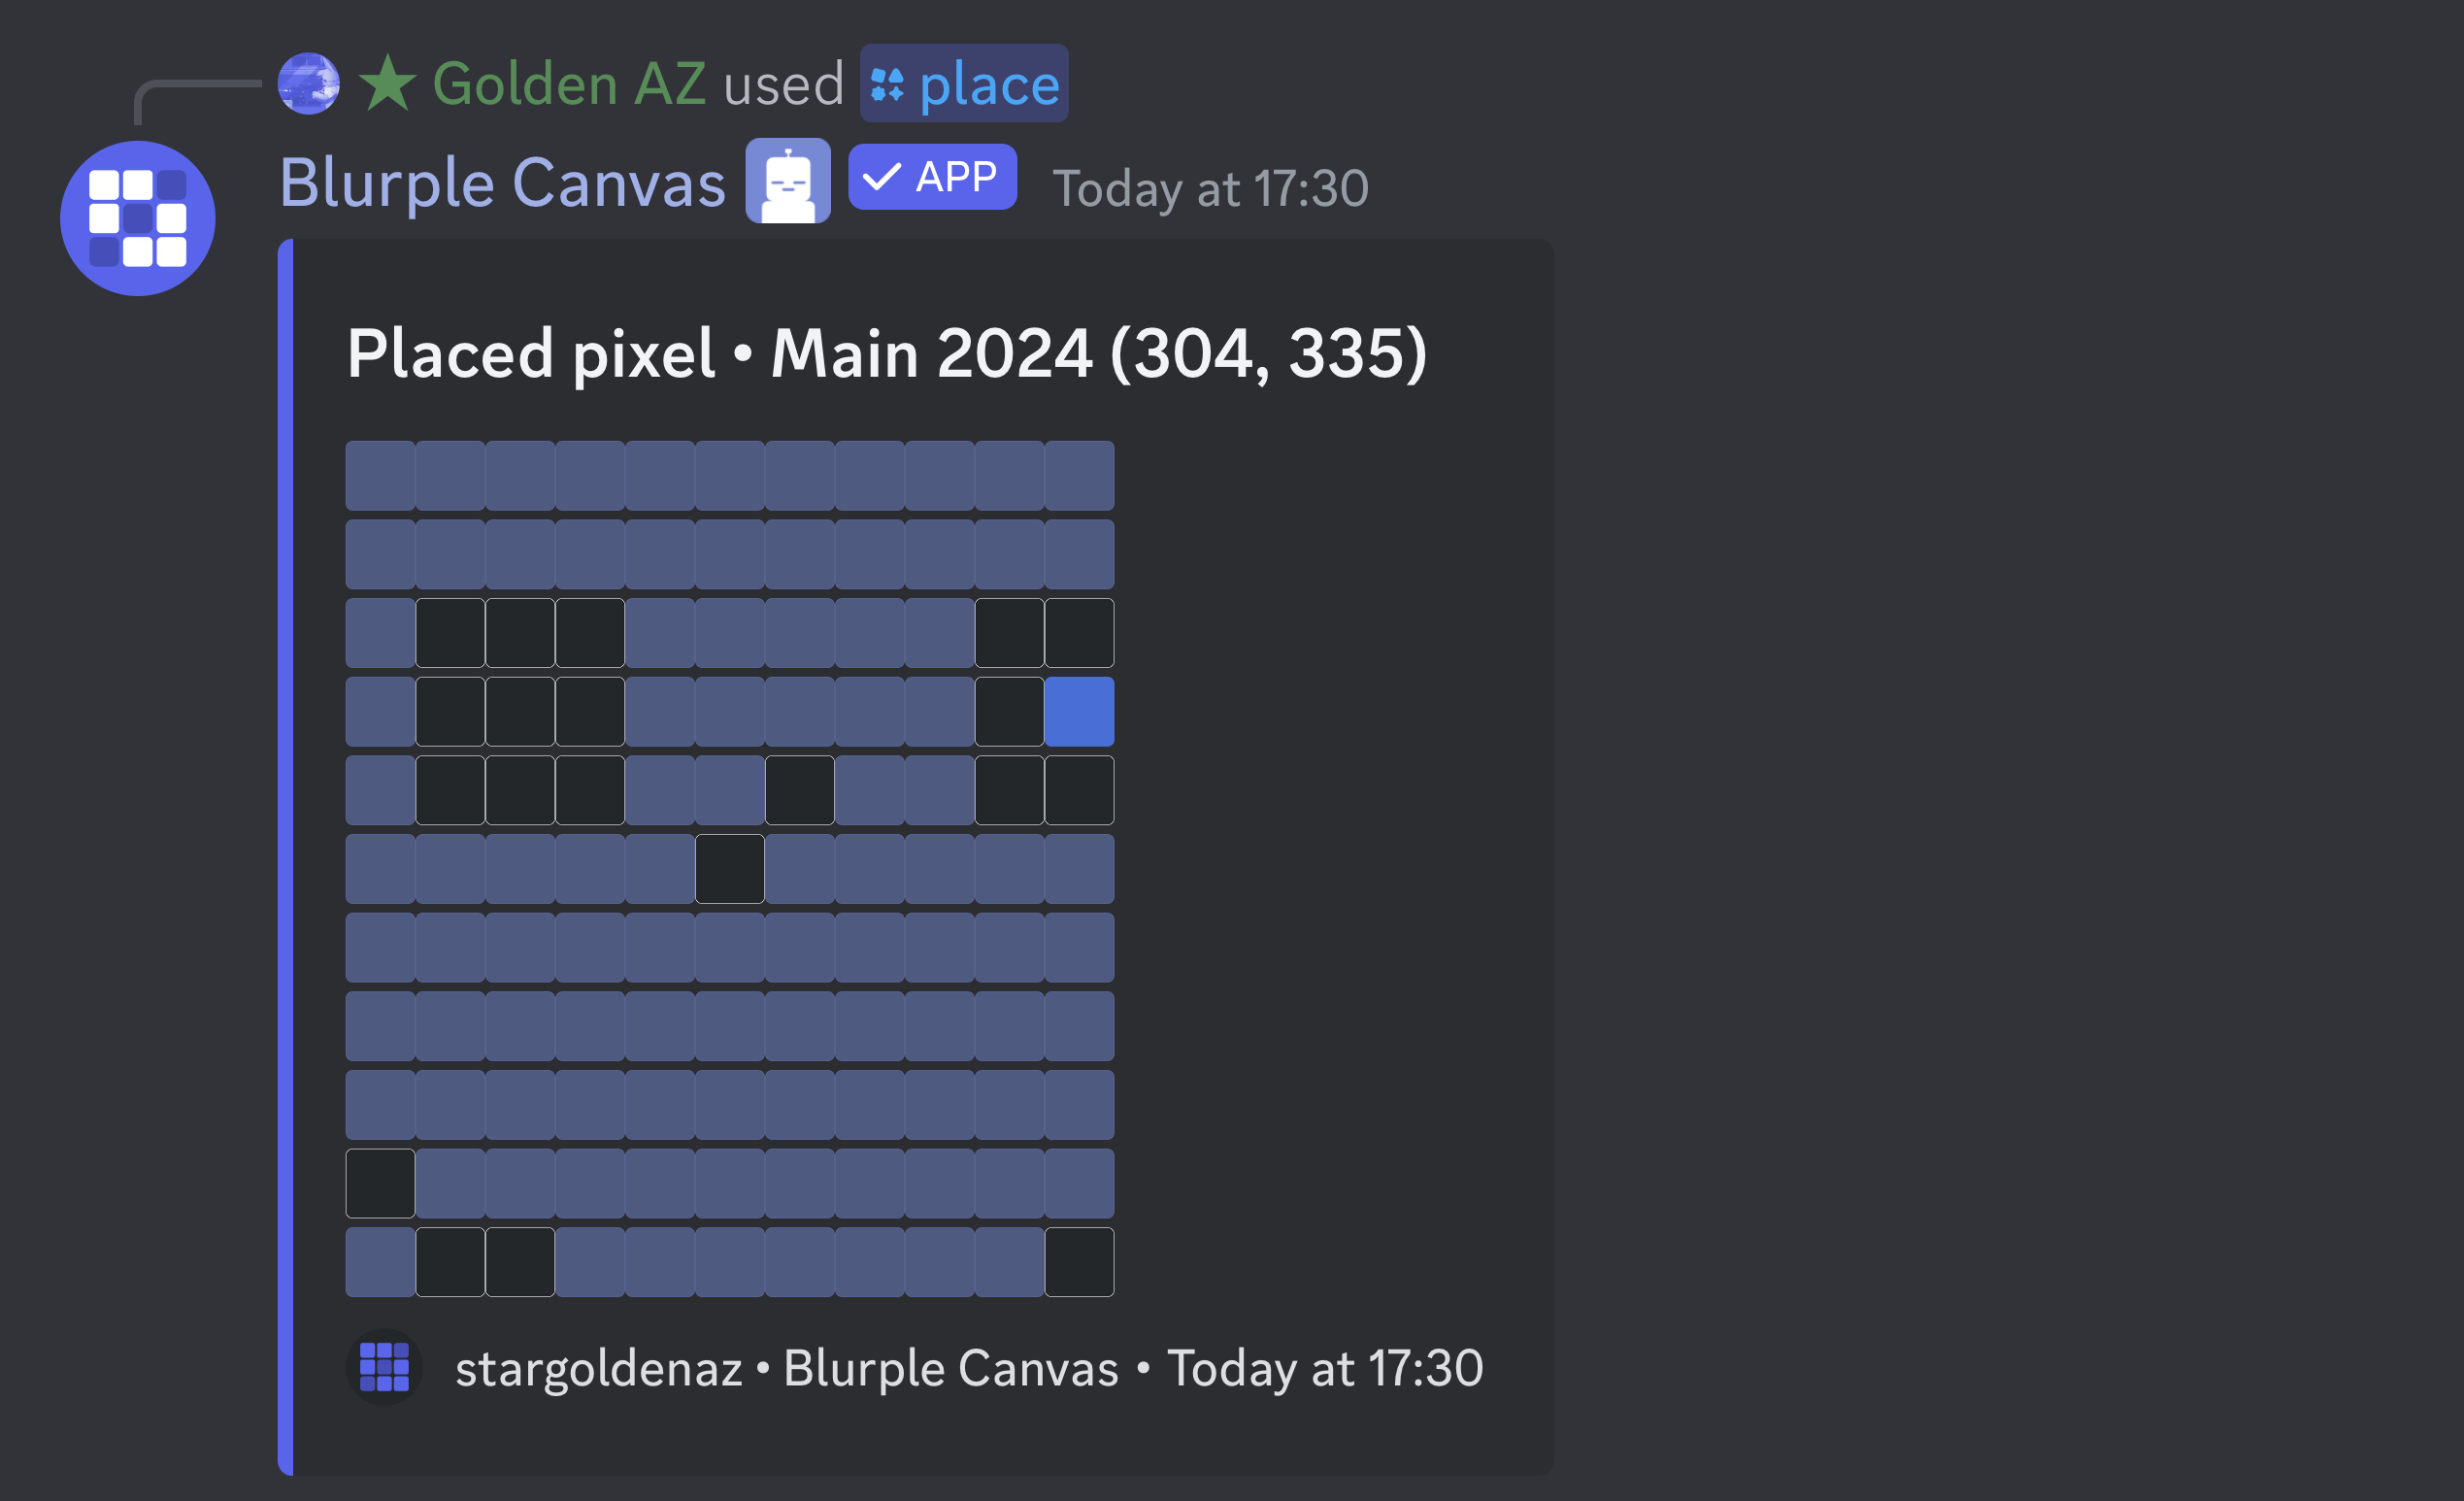 ★ Golden AZ used place
Blurple Canvas ✓ APP Today at 17:30
Placed pixel • Main 2024 (304, 335)
stargoldenaz • Blurple Canvas • Today at 17:30